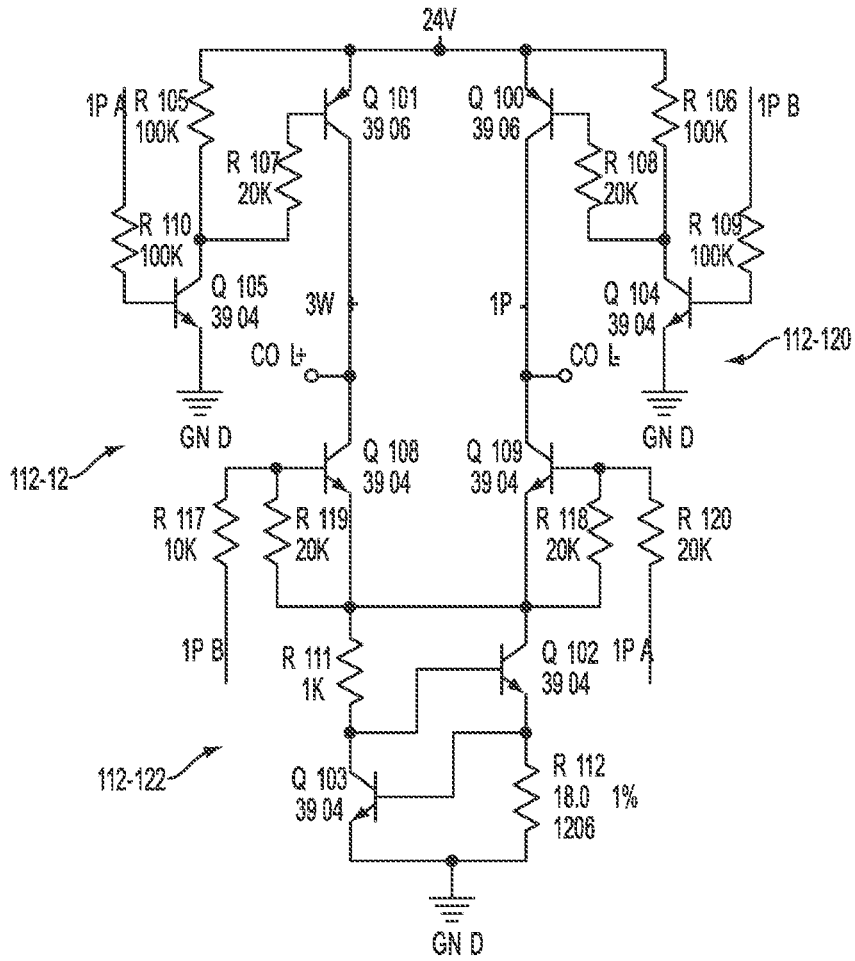 24V
1P A
R 105
100K
Q 101
39 06
Q 100
39 06
R 106
100K
1P B
R 107
20K
R 108
20K
R 110
100K
R 109
100K
Q 105
39 04
3W
1P
Q 104
39 04
112-120
CO L+
CO L-
GN D
GN D
112-12
Q 108
39 04
Q 109
39 04
R 117
10K
R 119
20K
R 118
20K
R 120
20K
1P B
R 111
1K
Q 102
39 04
1P A
112-122
Q 103
39 04
R 112
18.0 1%
1206
GN D